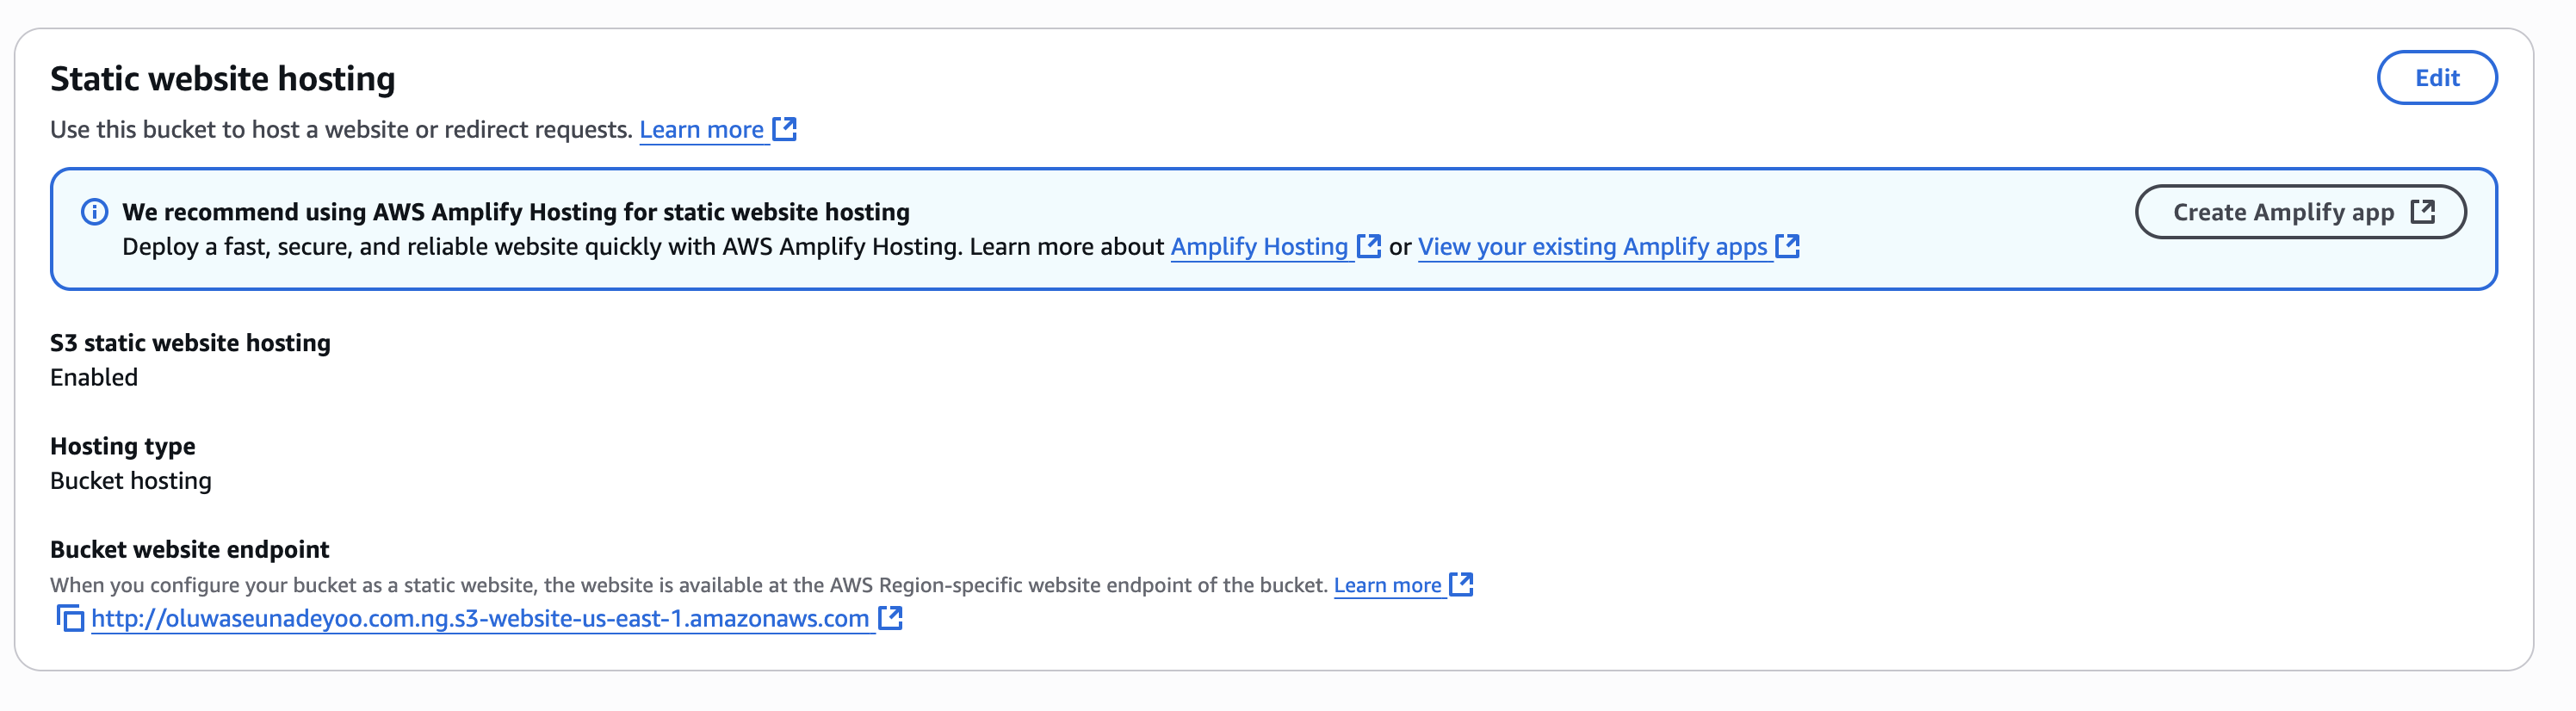 Static website hosting
Edit
Use this bucket to host a website or redirect requests. Learn more
We recommend using AWS Amplify Hosting for static website hosting
Create Amplify app
Deploy a fast, secure, and reliable website quickly with AWS Amplify Hosting. Learn more about Amplify Hosting or View your existing Amplify apps
S3 static website hosting
Enabled
Hosting type
Bucket hosting
Bucket website endpoint
When you configure your bucket as a static website, the website is available at the AWS Region-specific website endpoint of the bucket. Learn more
http://oluwaseunadeyoo.com.ng.s3-website-us-east-1.amazonaws.com